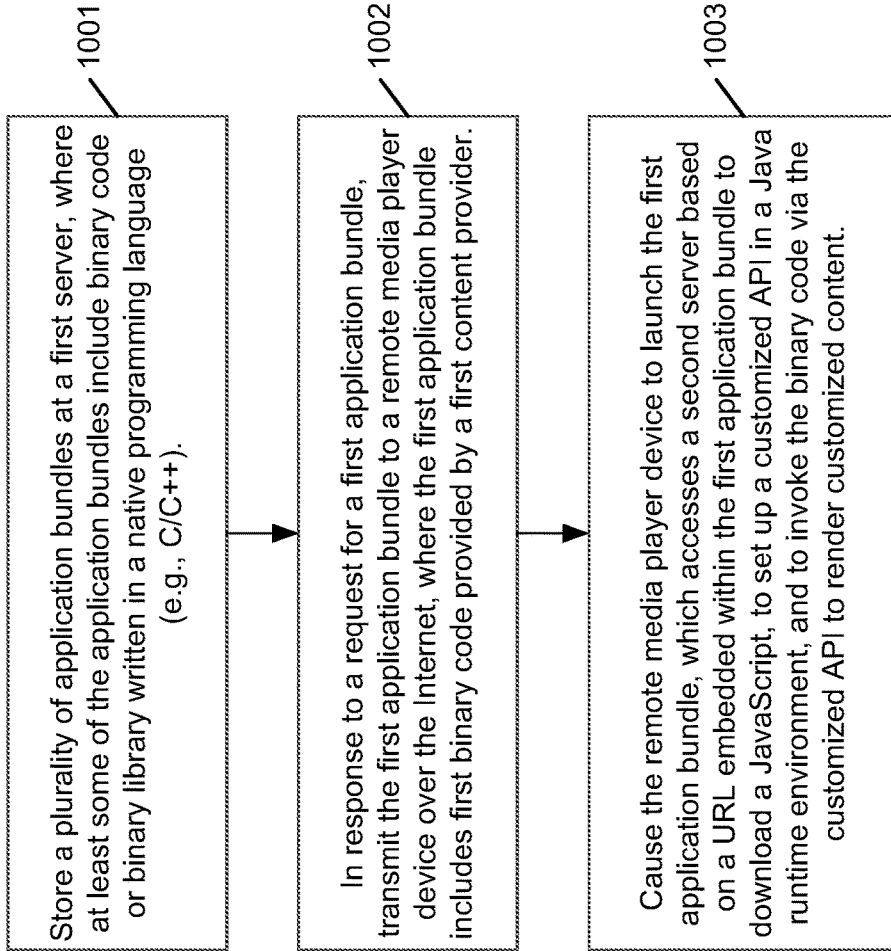 Store a plurality of application bundles at a first server, where
at least some of the application bundles include binary code
or binary library written in a native programming language
(e.g., C/C++).
1001
In response to a request for a first application bundle,
transmit the first application bundle to a remote media player
device over the Internet, where the first application bundle
includes first binary code provided by a first content provider.
1002
Cause the remote media player device to launch the first
application bundle, which accesses a second server based
on a URL embedded within the first application bundle to
download a JavaScript, to set up a customized API in a Java
runtime environment, and to invoke the binary code via the
customized API to render customized content.
1003